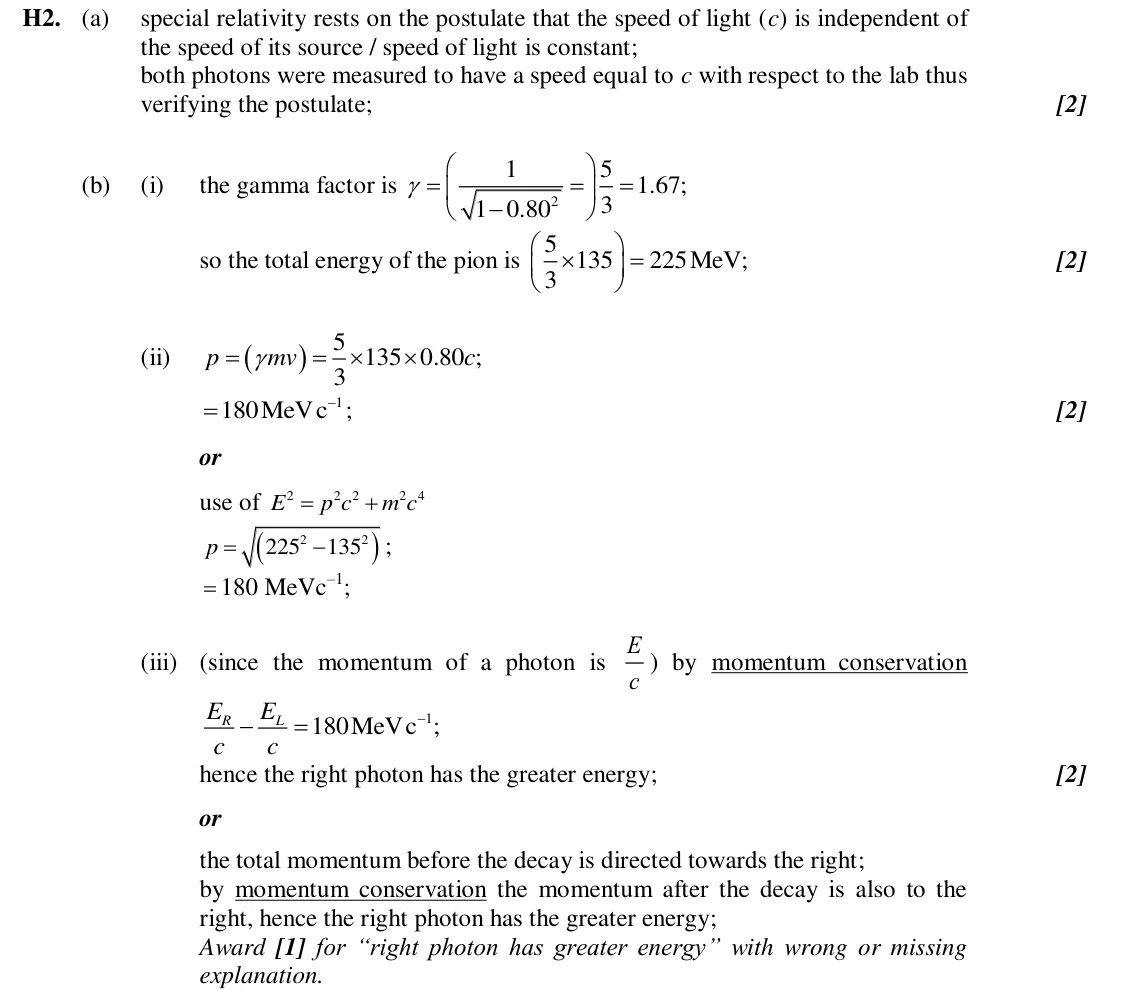 H2. (a) special relativity rests on the postulate that the speed of light (c) is independent of
the speed of its source / speed of light is constant;
both photons were measured to have a speed equal to c with respect to the lab thus
verifying the postulate; [2]
(b) (i) the gamma factor is γ = (1/√(1−0.80²) =) 5/3 = 1.67;
so the total energy of the pion is (5/3 × 135) = 225 MeV; [2]
(ii) p = (γmv) = 5/3 × 135 × 0.80c;
= 180 MeV c⁻¹; [2]
or
use of E² = p²c² + m²c⁴
p = √(225² − 135²);
= 180 MeVc⁻¹;
(iii) (since the momentum of a photon is E/c) by momentum conservation
E_R/c − E_L/c = 180 MeV c⁻¹;
hence the right photon has the greater energy; [2]
or
the total momentum before the decay is directed towards the right;
by momentum conservation the momentum after the decay is also to the
right, hence the right photon has the greater energy;
Award [1] for “right photon has greater energy” with wrong or missing
explanation.